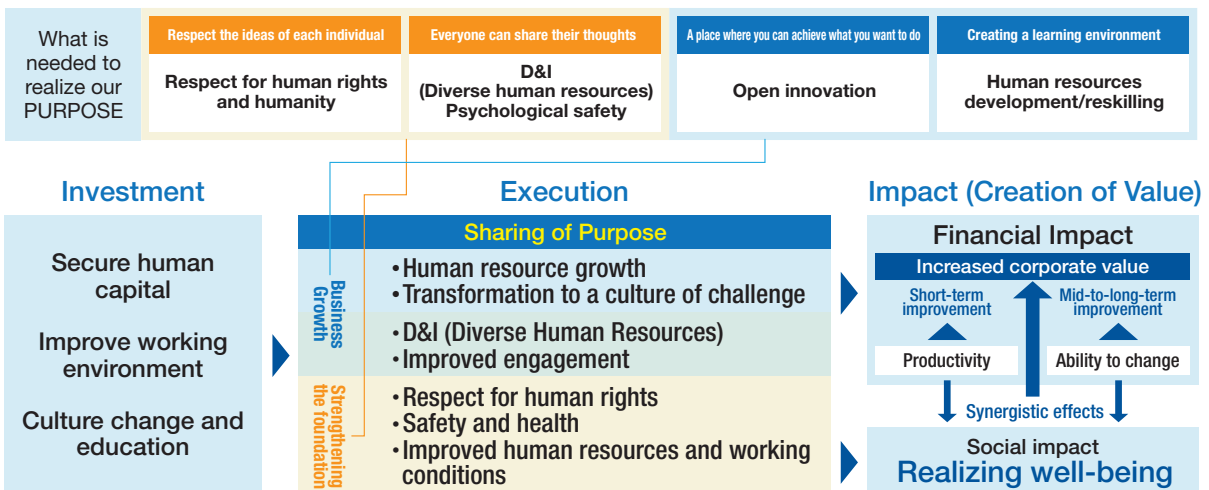 What is
needed to
realize our
PURPOSE
Respect the ideas of each individual
Respect for human rights
and humanity
Everyone can share their thoughts
D&I
(Diverse human resources)
Psychological safety
A place where you can achieve what you want to do
Open innovation
Creating a learning environment
Human resources
development/reskilling
Investment
Secure human
capital
Improve working
environment
Culture change and
education
Execution
Sharing of Purpose
Business
Growth
•Human resource growth
•Transformation to a culture of challenge
•D&I (Diverse Human Resources)
•Improved engagement
Strengthening
the foundation
•Respect for human rights
•Safety and health
•Improved human resources and working
conditions
Impact (Creation of Value)
Financial Impact
Increased corporate value
Short-term
improvement
Mid-to-long-term
improvement
Productivity
Ability to change
Synergistic effects
Social impact
Realizing well-being